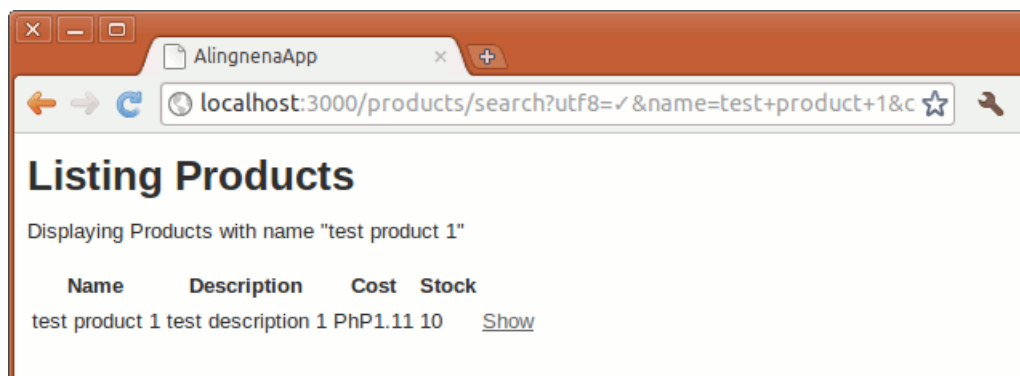 AlingnenaApp
localhost:3000/products/search?utf8=✓&name=test+product+1&c
Listing Products
Displaying Products with name "test product 1"
Name Description Cost Stock
test product 1 test description 1 PhP1.11 10 Show